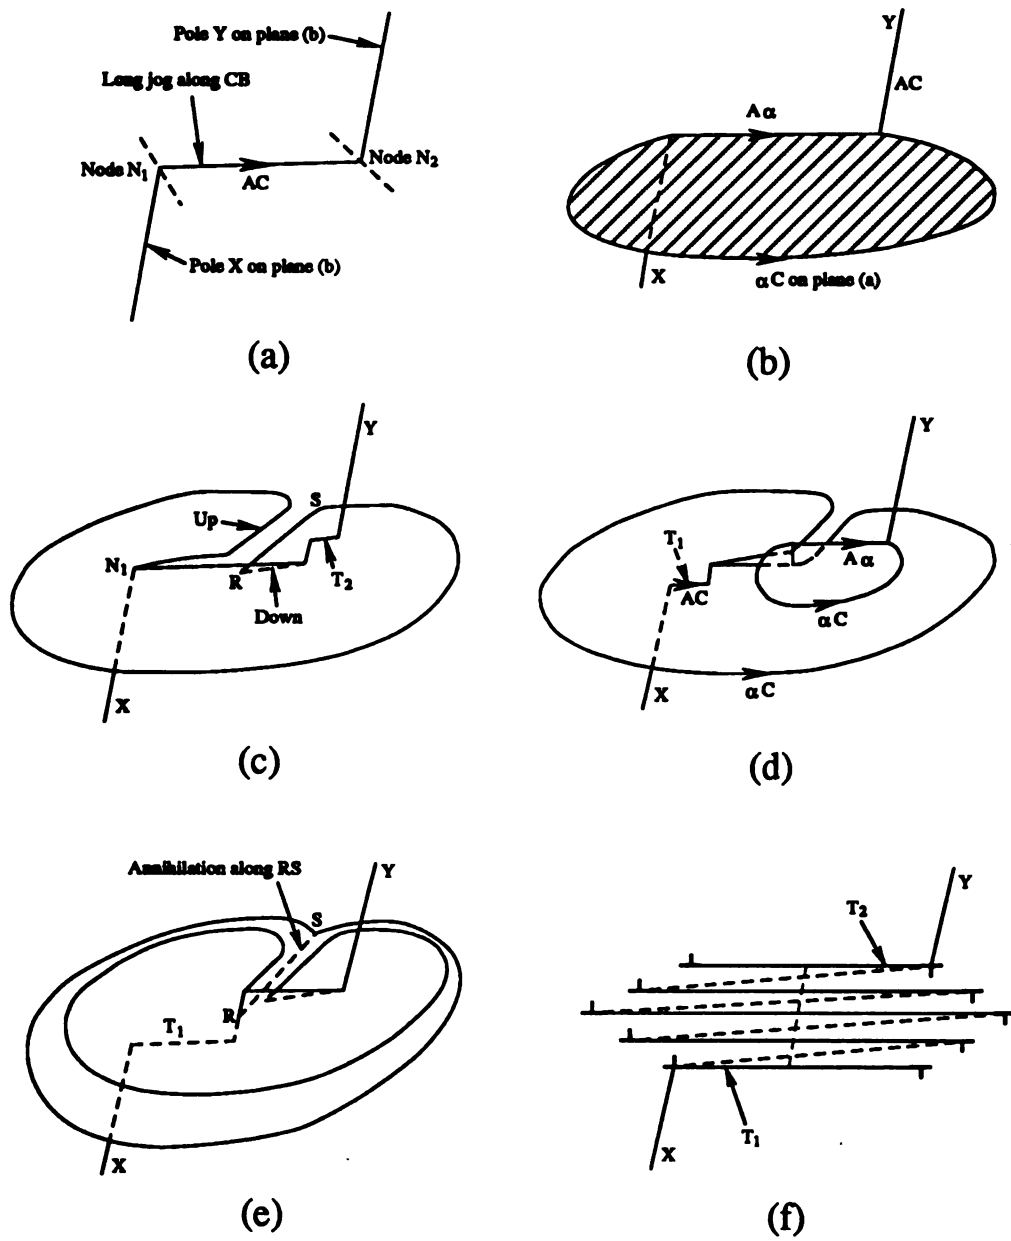 Pole Y on plane (b)
Long jog along CB
Node N1
Node N2
AC
Pole X on plane (b)
(a)
Y
AC
Aα
X
αC on plane (a)
(b)
Y
S
Up
N1
R
T2
Down
X
(c)
Y
T1
Aα
AC
αC
X
αC
(d)
Annihilation along RS
Y
S
R
T1
X
(e)
Y
T2
X
T1
(f)